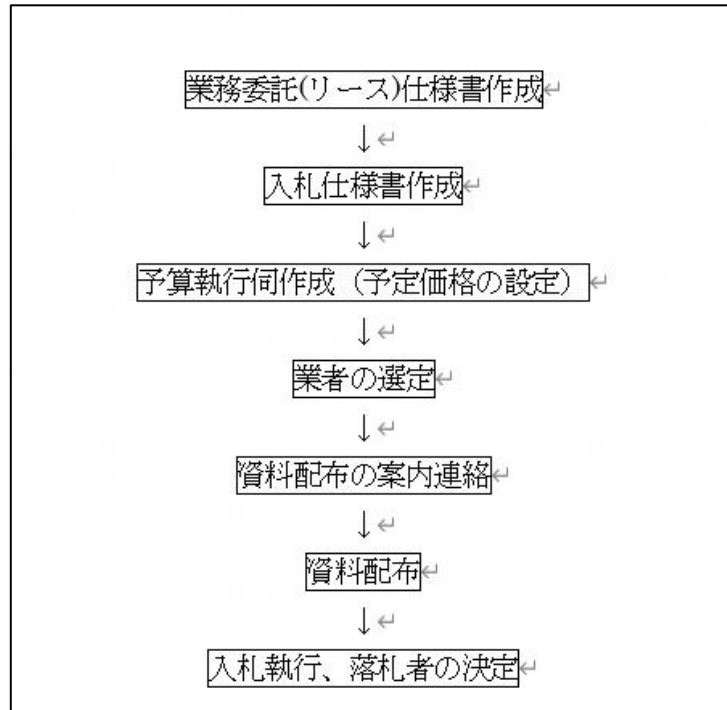 業務委託(リース)仕様書作成↵
↓↵
入札仕様書作成↵
↓↵
予算執行伺作成（予定価格の設定）↵
↓↵
業者の選定↵
↓↵
資料配布の案内連絡↵
↓↵
資料配布↵
↓↵
入札執行、落札者の決定↵